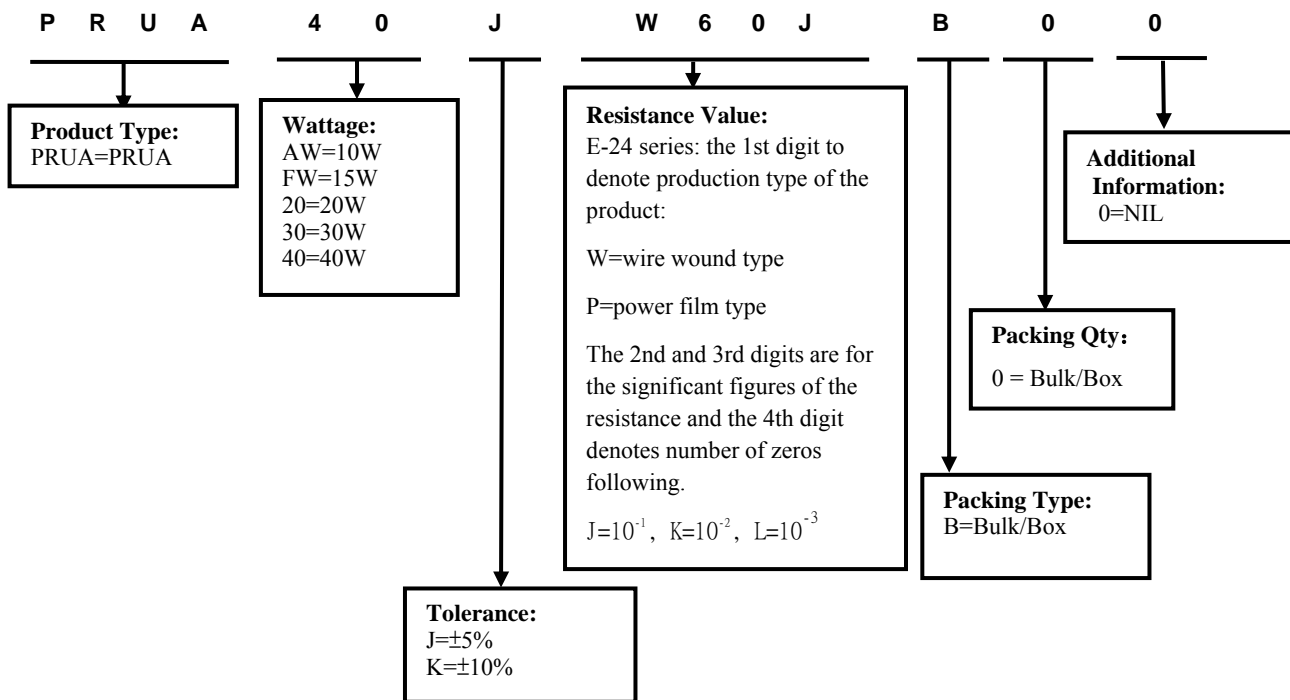 P R U A 4 0 J W 6 0 J B 0 0
Product Type:
PRUA=PRUA
Wattage:
AW=10W
FW=15W
20=20W
30=30W
40=40W
Resistance Value:
E-24 series: the 1st digit to
denote production type of the
product:
W=wire wound type
P=power film type
The 2nd and 3rd digits are for
the significant figures of the
resistance and the 4th digit
denotes number of zeros
following.
J=10⁻¹, K=10⁻², L=10⁻³
Additional
Information:
0=NIL
Packing Qty：
0 = Bulk/Box
Packing Type:
B=Bulk/Box
Tolerance:
J=±5%
K=±10%